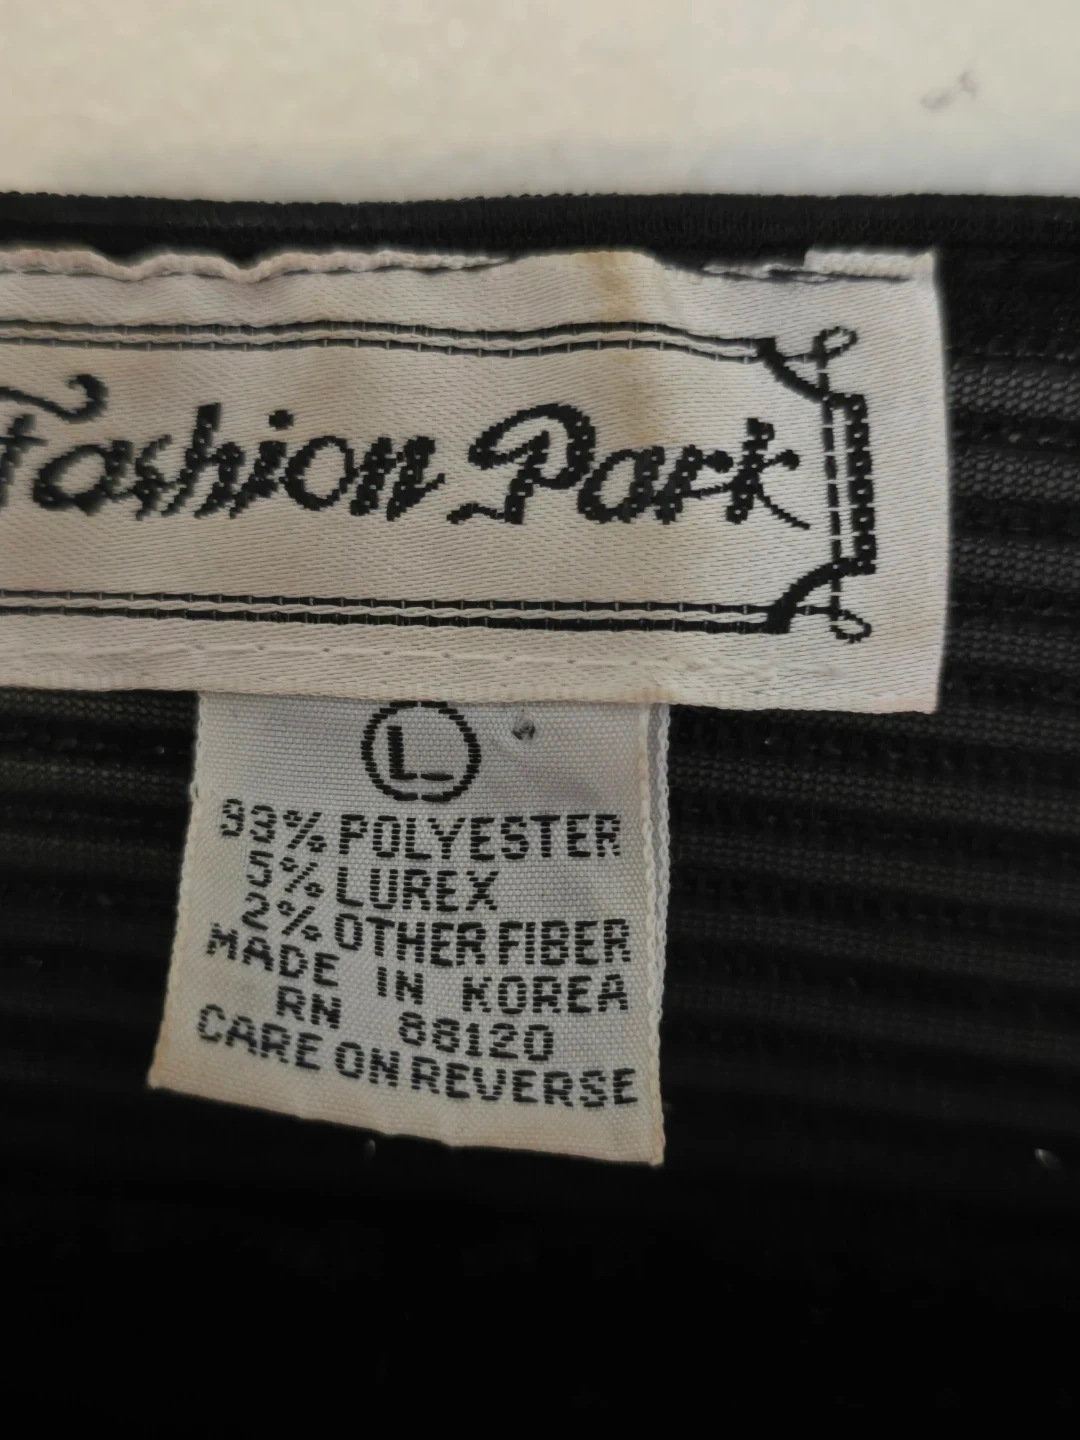 Fashion Park
L
93% POLYESTER
5% LUREX
2% OTHER FIBER
MADE IN KOREA
RN 88120
CARE ON REVERSE